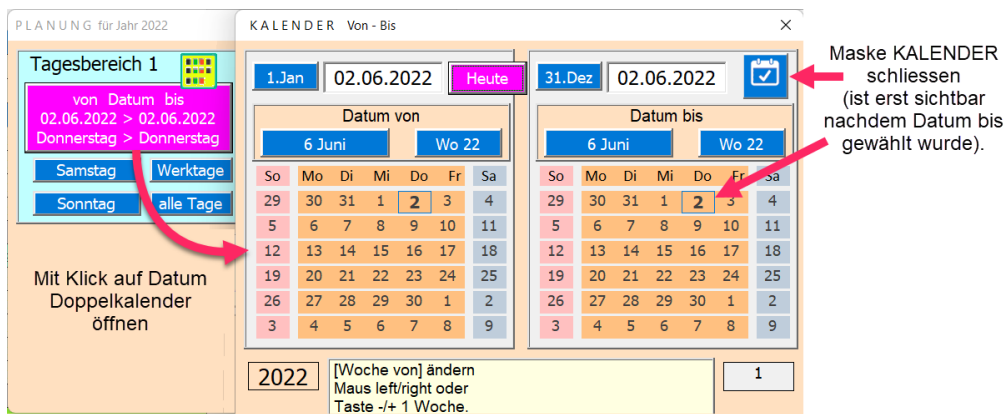 PLANUNG für Jahr 2022
Tagesbereich 1
von Datum bis
02.06.2022 > 02.06.2022
Donnerstag > Donnerstag
Samstag Werktage
Sonntag alle Tage
Mit Klick auf Datum
Doppelkalender
öffnen
KALENDER Von - Bis
1.Jan 02.06.2022 Heute
Datum von
6 Juni Wo 22
So Mo Di Mi Do Fr Sa
29 30 31 1 2 3 4
5 6 7 8 9 10 11
12 13 14 15 16 17 18
19 20 21 22 23 24 25
26 27 28 29 30 1 2
3 4 5 6 7 8 9
31.Dez 02.06.2022
Datum bis
6 Juni Wo 22
So Mo Di Mi Do Fr Sa
29 30 31 1 2 3 4
5 6 7 8 9 10 11
12 13 14 15 16 17 18
19 20 21 22 23 24 25
26 27 28 29 30 1 2
3 4 5 6 7 8 9
2022
[Woche von] ändern
Maus left/right oder
Taste -/+ 1 Woche.
1
Maske KALENDER
schliessen
(ist erst sichtbar
nachdem Datum bis
gewählt wurde).